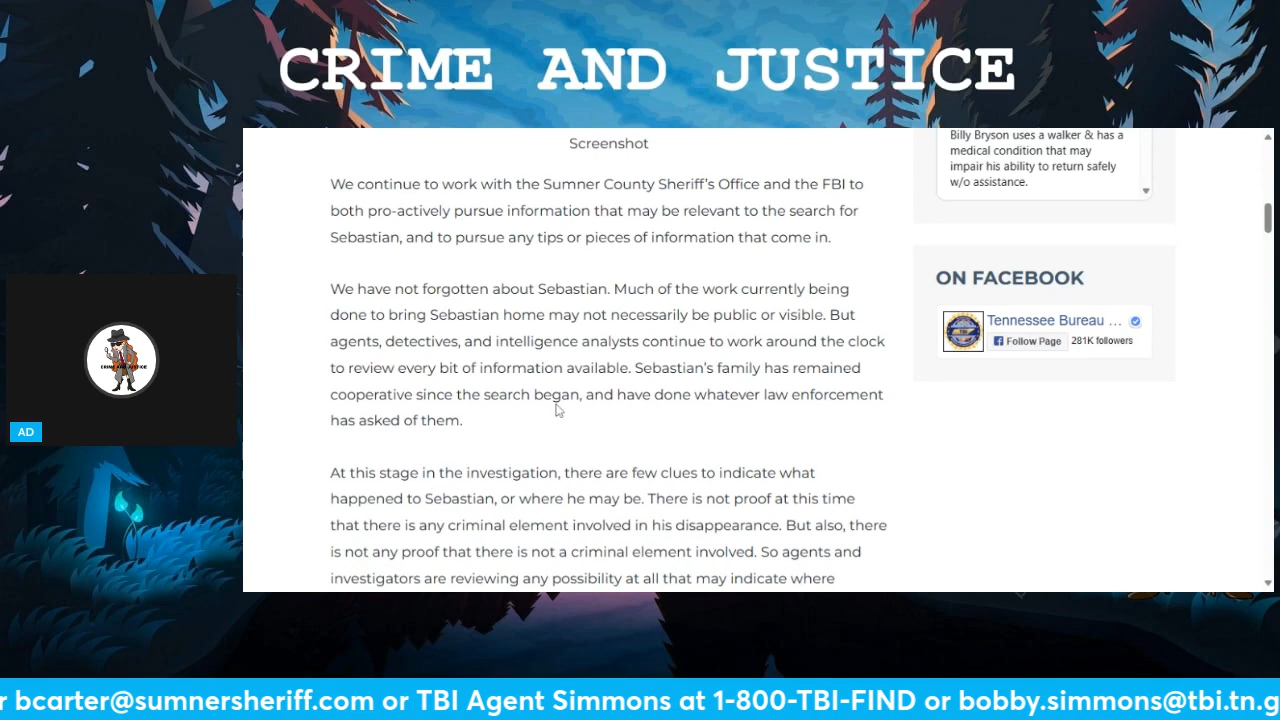 CRIME AND JUSTICE
Screenshot
We continue to work with the Sumner County Sheriff's Office and the FBI to
both pro-actively pursue information that may be relevant to the search for
Sebastian, and to pursue any tips or pieces of information that come in.
We have not forgotten about Sebastian. Much of the work currently being
done to bring Sebastian home may not necessarily be public or visible. But
agents, detectives, and intelligence analysts continue to work around the clock
to review every bit of information available. Sebastian's family has remained
cooperative since the search began, and have done whatever law enforcement
has asked of them.
At this stage in the investigation, there are few clues to indicate what
happened to Sebastian, or where he may be. There is not proof at this time
that there is any criminal element involved in his disappearance. But also, there
is not any proof that there is not a criminal element involved. So agents and
investigators are reviewing any possibility at all that may indicate where
Billy Bryson uses a walker & has a
medical condition that may
impair his ability to return safely
w/o assistance.
ON FACEBOOK
Tennessee Bureau ...
Follow Page 281K followers
CRIME AND JUSTICE
AD
r bcarter@sumnersheriff.com or TBI Agent Simmons at 1-800-TBI-FIND or bobby.simmons@tbi.tn.g